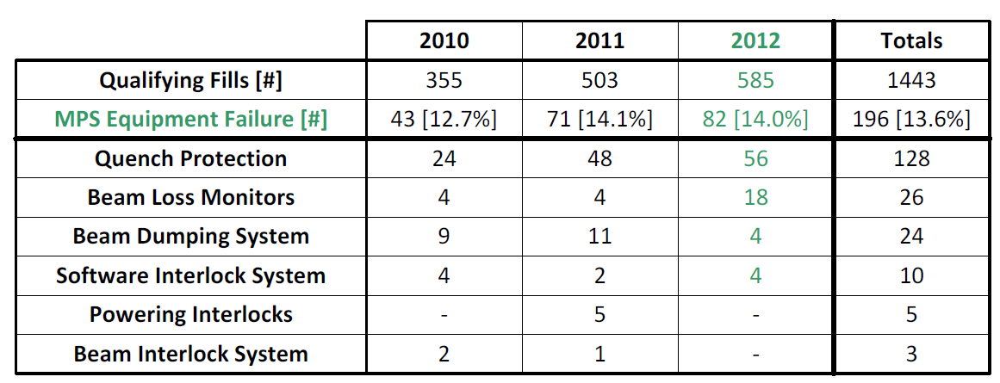 2010 2011 2012 Totals
Qualifying Fills [#] 355 503 585 1443
MPS Equipment Failure [#] 43 [12.7%] 71 [14.1%] 82 [14.0%] 196 [13.6%]
Quench Protection 24 48 56 128
Beam Loss Monitors 4 4 18 26
Beam Dumping System 9 11 4 24
Software Interlock System 4 2 4 10
Powering Interlocks - 5 - 5
Beam Interlock System 2 1 - 3